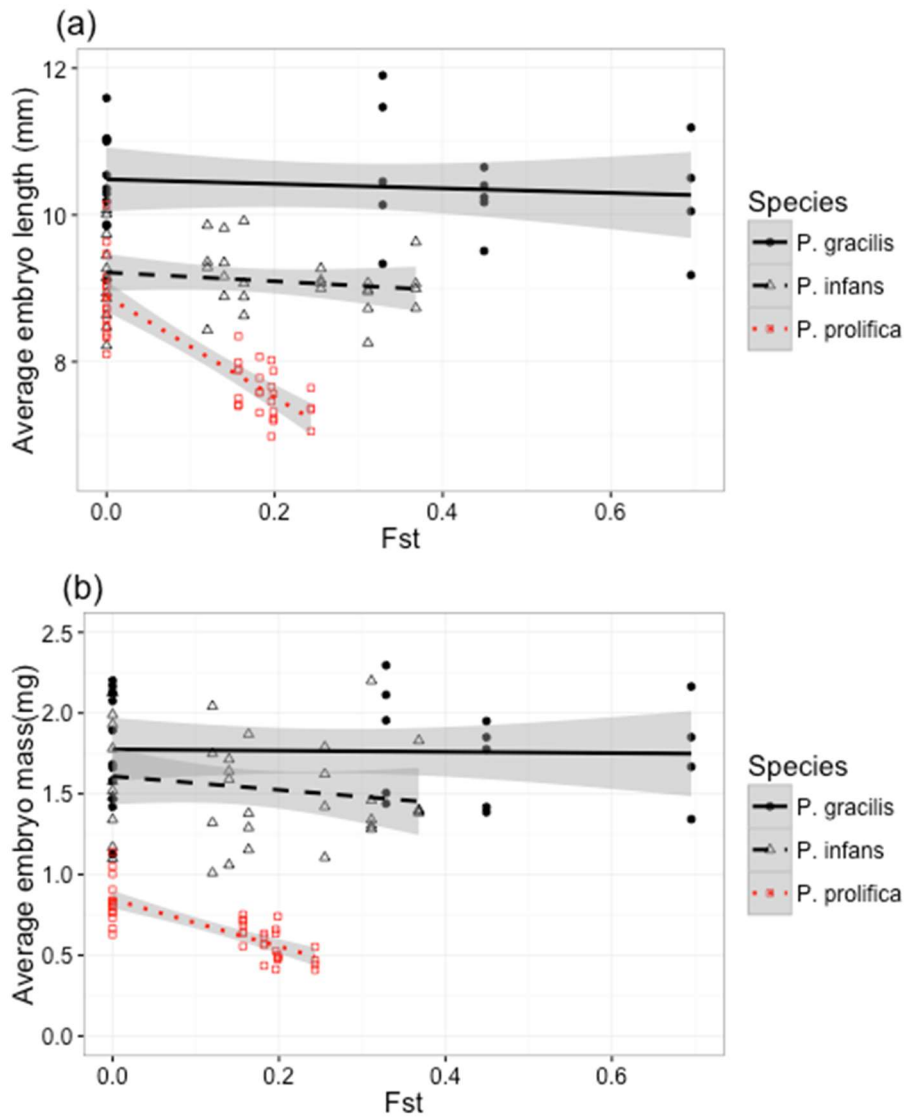 (a)
12
10
8
Average embryo length (mm)
0.0 0.2 0.4 0.6
Fst
Species
P. gracilis
P. infans
P. prolifica
(b)
2.5
2.0
1.5
1.0
0.5
0.0
Average embryo mass(mg)
0.0 0.2 0.4 0.6
Fst
Species
P. gracilis
P. infans
P. prolifica